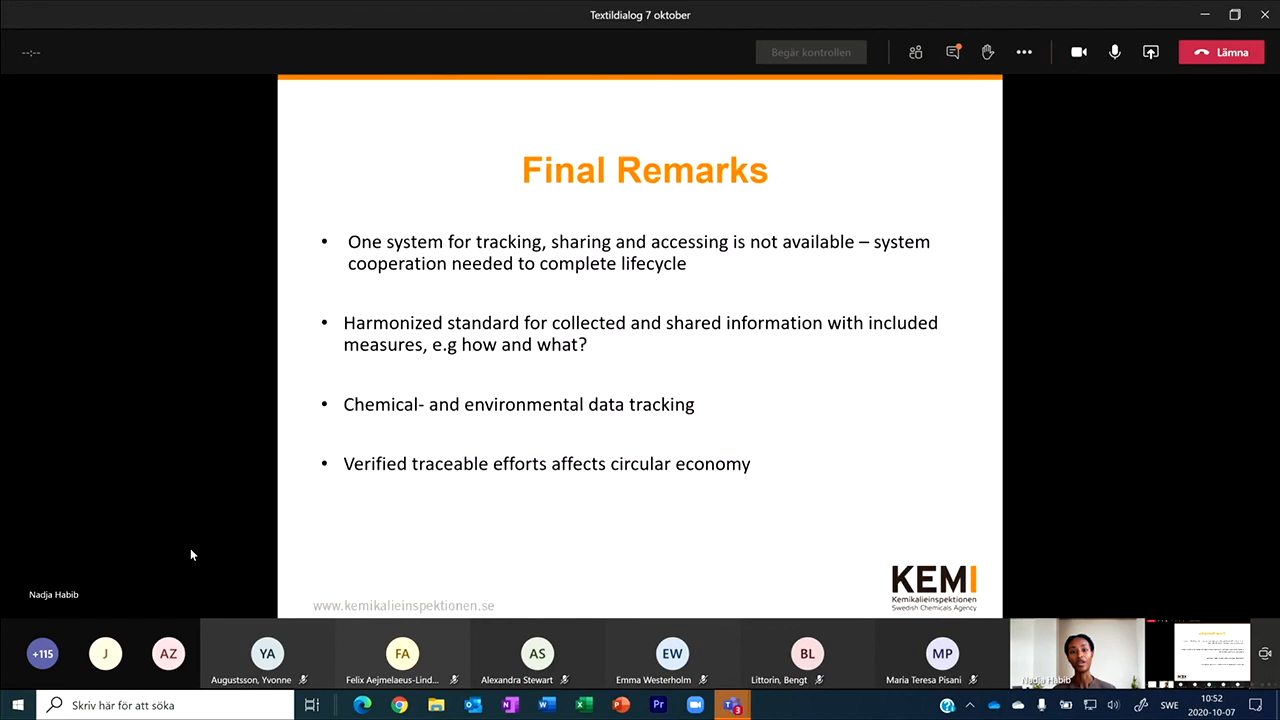 Textildialog 7 oktober
--:--
Begär kontrollen
Lämna
Final Remarks
• One system for tracking, sharing and accessing is not available – system
cooperation needed to complete lifecycle
• Harmonized standard for collected and shared information with included
measures, e.g how and what?
• Chemical- and environmental data tracking
• Verified traceable efforts affects circular economy
Nadja Habib
www.kemikalieinspektionen.se
KEMI
Kemikalieinspektionen
Swedish Chemicals Agency
+115
J
AZ
YA
FA
AS
EW
BL
MP
Augustsson, Yvonne
Felix Aejmelaeus-Lind...
Alexandra Stewart
Emma Westerholm
Littorin, Bengt
Maria Teresa Pisani
Nadja Habib
Skriv här för att söka
SWE
10:52
2020-10-07